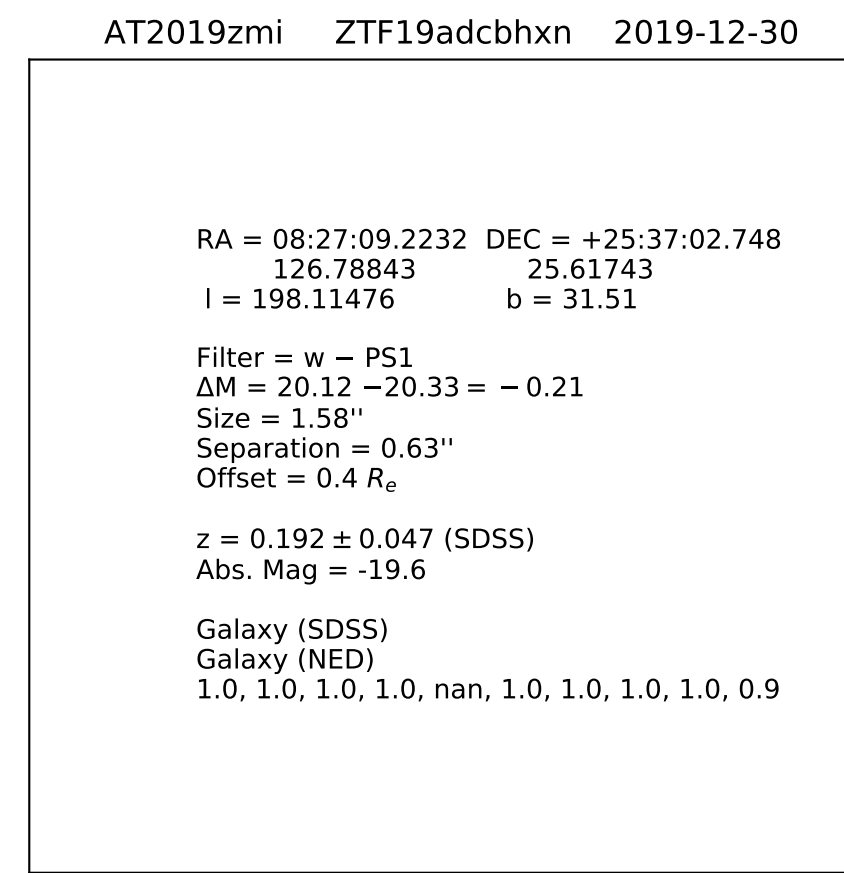 AT2019zmi ZTF19adcbhxn 2019-12-30
RA = 08:27:09.2232 DEC = +25:37:02.748
126.78843 25.61743
l = 198.11476 b = 31.51
Filter = w − PS1
ΔM = 20.12 −20.33 = − 0.21
Size = 1.58''
Separation = 0.63''
Offset = 0.4 Re
z = 0.192 ± 0.047 (SDSS)
Abs. Mag = -19.6
Galaxy (SDSS)
Galaxy (NED)
1.0, 1.0, 1.0, 1.0, nan, 1.0, 1.0, 1.0, 1.0, 0.9